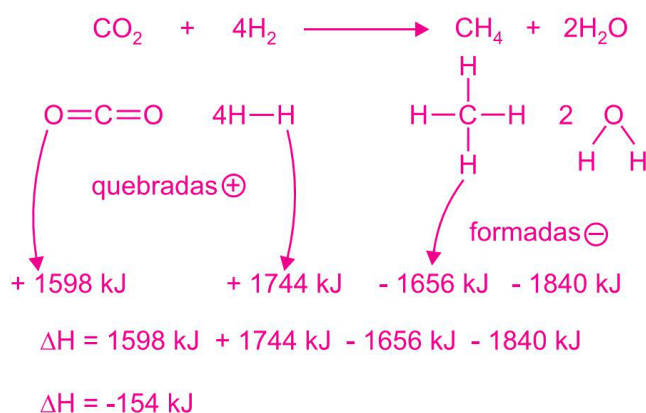 CO₂ + 4H₂ → CH₄ + 2H₂O
H
O=C=O 4H—H H—C—H 2 O
H H H
quebradas ⊕
formadas ⊖
+ 1598 kJ + 1744 kJ - 1656 kJ - 1840 kJ
ΔH = 1598 kJ + 1744 kJ - 1656 kJ - 1840 kJ
ΔH = -154 kJ